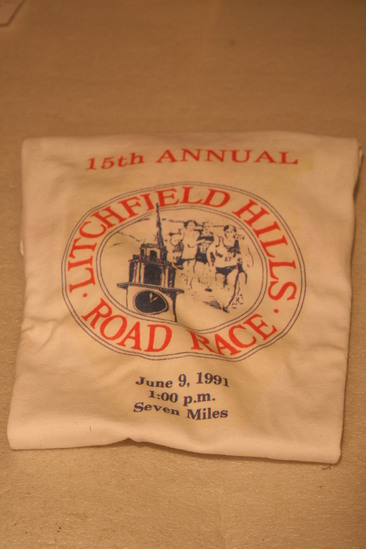 15th ANNUAL
· LITCHFIELD HILLS ·
ROAD RACE
June 9, 1991
1:00 p.m.
Seven Miles